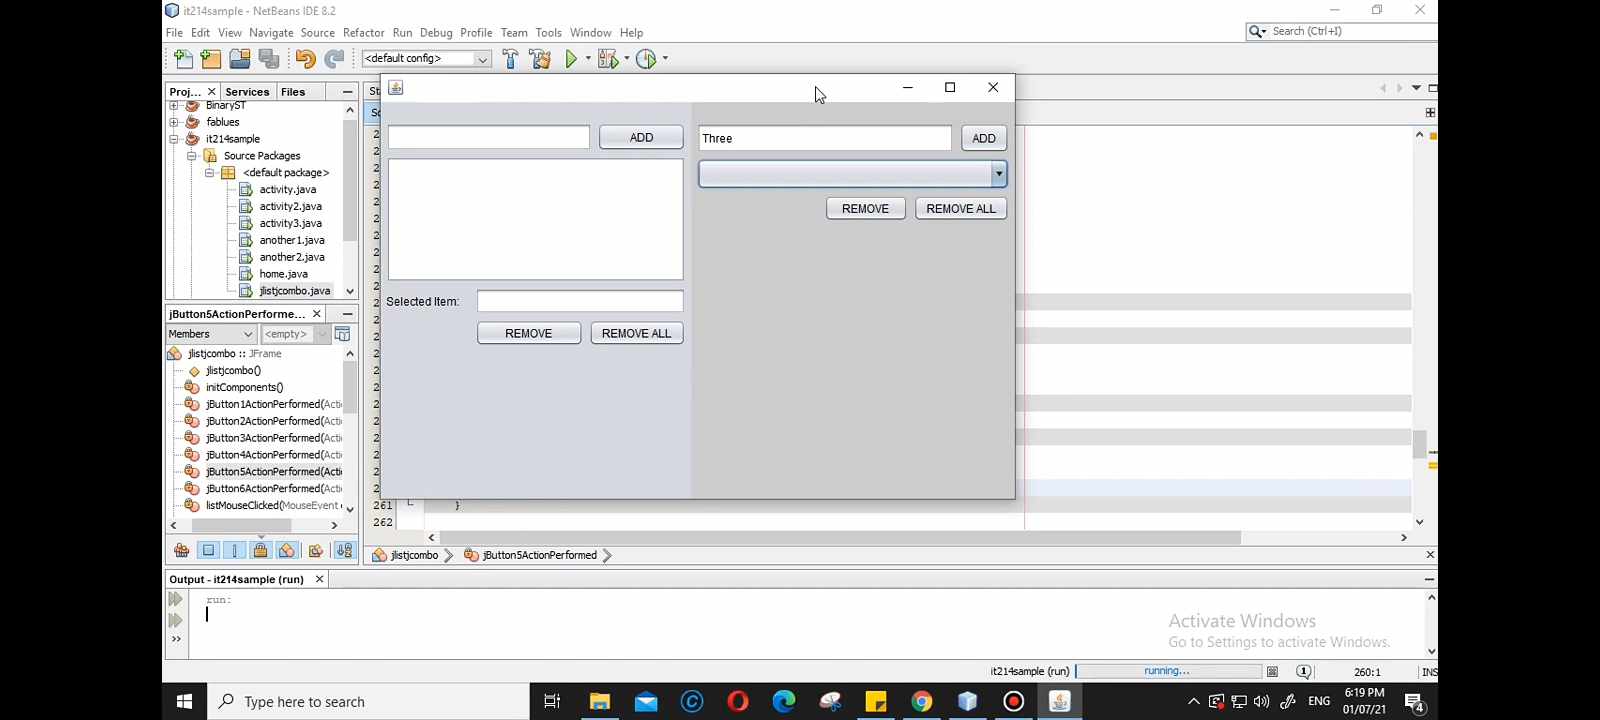 it214sample - NetBeans IDE 8.2
File Edit View Navigate Source Refactor Run Debug Profile Team Tools Window Help
Search (Ctrl+I)
<default config>
Proj... Services Files
BinaryST
fablues
it214sample
Source Packages
<default package>
activity.java
activity2.java
activity3.java
another1.java
another2.java
home.java
jlistjcombo.java
ADD
Three
ADD
REMOVE
REMOVE ALL
Selected Item:
REMOVE
REMOVE ALL
jButton5ActionPerforme...
Members
<empty>
jlistjcombo :: JFrame
jlistjcombo()
initComponents()
jButton1ActionPerformed(Acti
jButton2ActionPerformed(Acti
jButton3ActionPerformed(Acti
jButton4ActionPerformed(Acti
jButton5ActionPerformed(Acti
jButton6ActionPerformed(Acti
listMouseClicked(MouseEvent
261 }
262
jlistjcombo jButton5ActionPerformed
Output - it214sample (run)
run:
Activate Windows
Go to Settings to activate Windows.
it214sample (run) running... 260:1 INS
Type here to search
ENG
6:19 PM
01/07/21
4